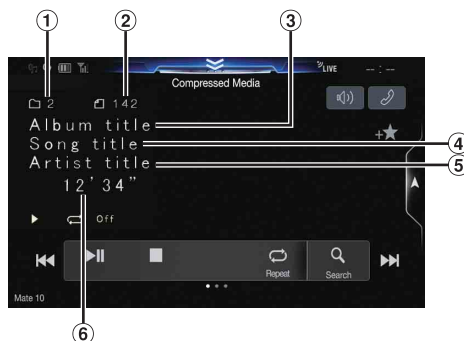 1 2 3
LIVE --:--
Compressed Media
2 142
Album title
Song title 4
Artist title 5
12'34"
Off
Repeat Search
Mate 10
6